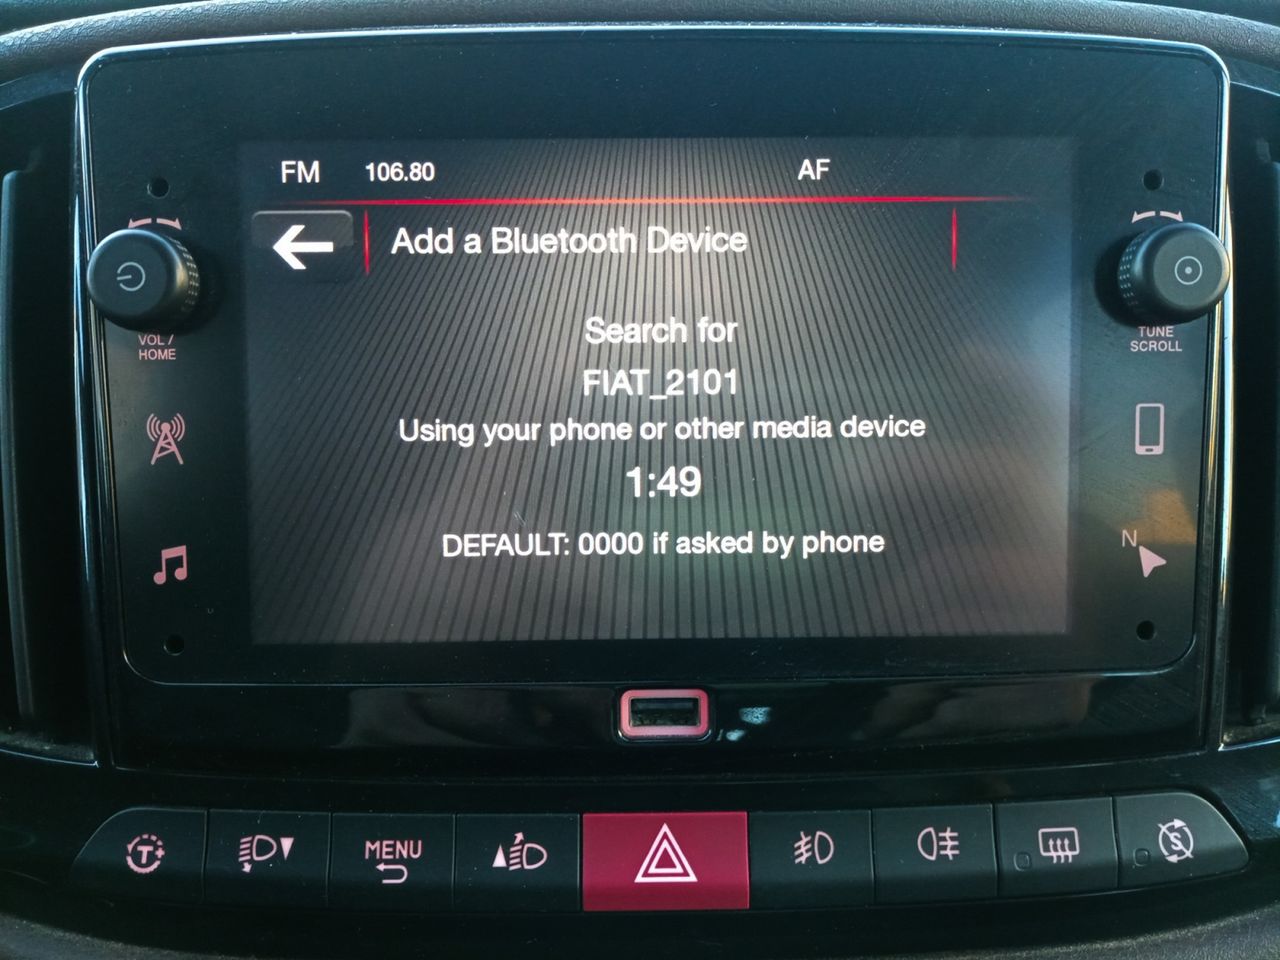 FM 106.80 AF
Add a Bluetooth Device
Search for
FIAT_2101
Using your phone or other media device
1:49
DEFAULT: 0000 if asked by phone
VOL /
HOME
TUNE
SCROLL
N
T+
MENU
S